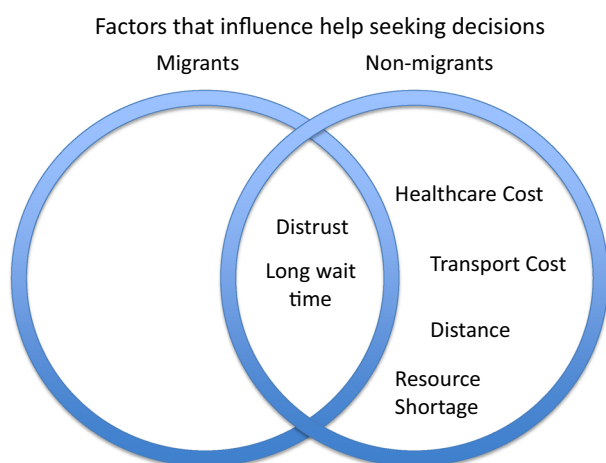 Factors that influence help seeking decisions
Migrants
Non-migrants
Distrust
Long wait
time
Healthcare Cost
Transport Cost
Distance
Resource
Shortage